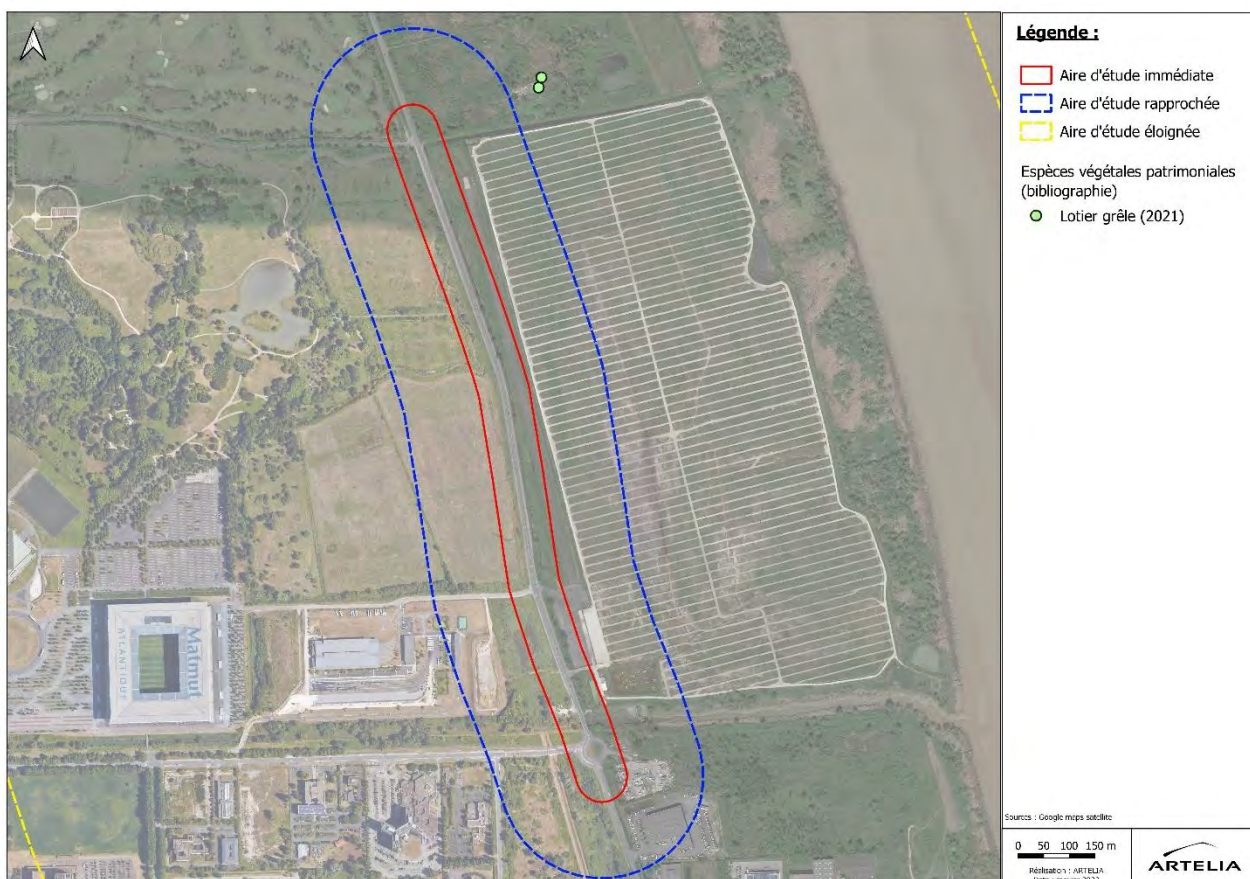 Légende :
Aire d'étude immédiate
Aire d'étude rapprochée
Aire d'étude éloignée
Espèces végétales patrimoniales
(bibliographie)
Lotier grêle (2021)
Matmut
ATLANTIQUE
Sources : Google maps satellite
0 50 100 150 m
Réalisation : ARTELIA
ARTELIA